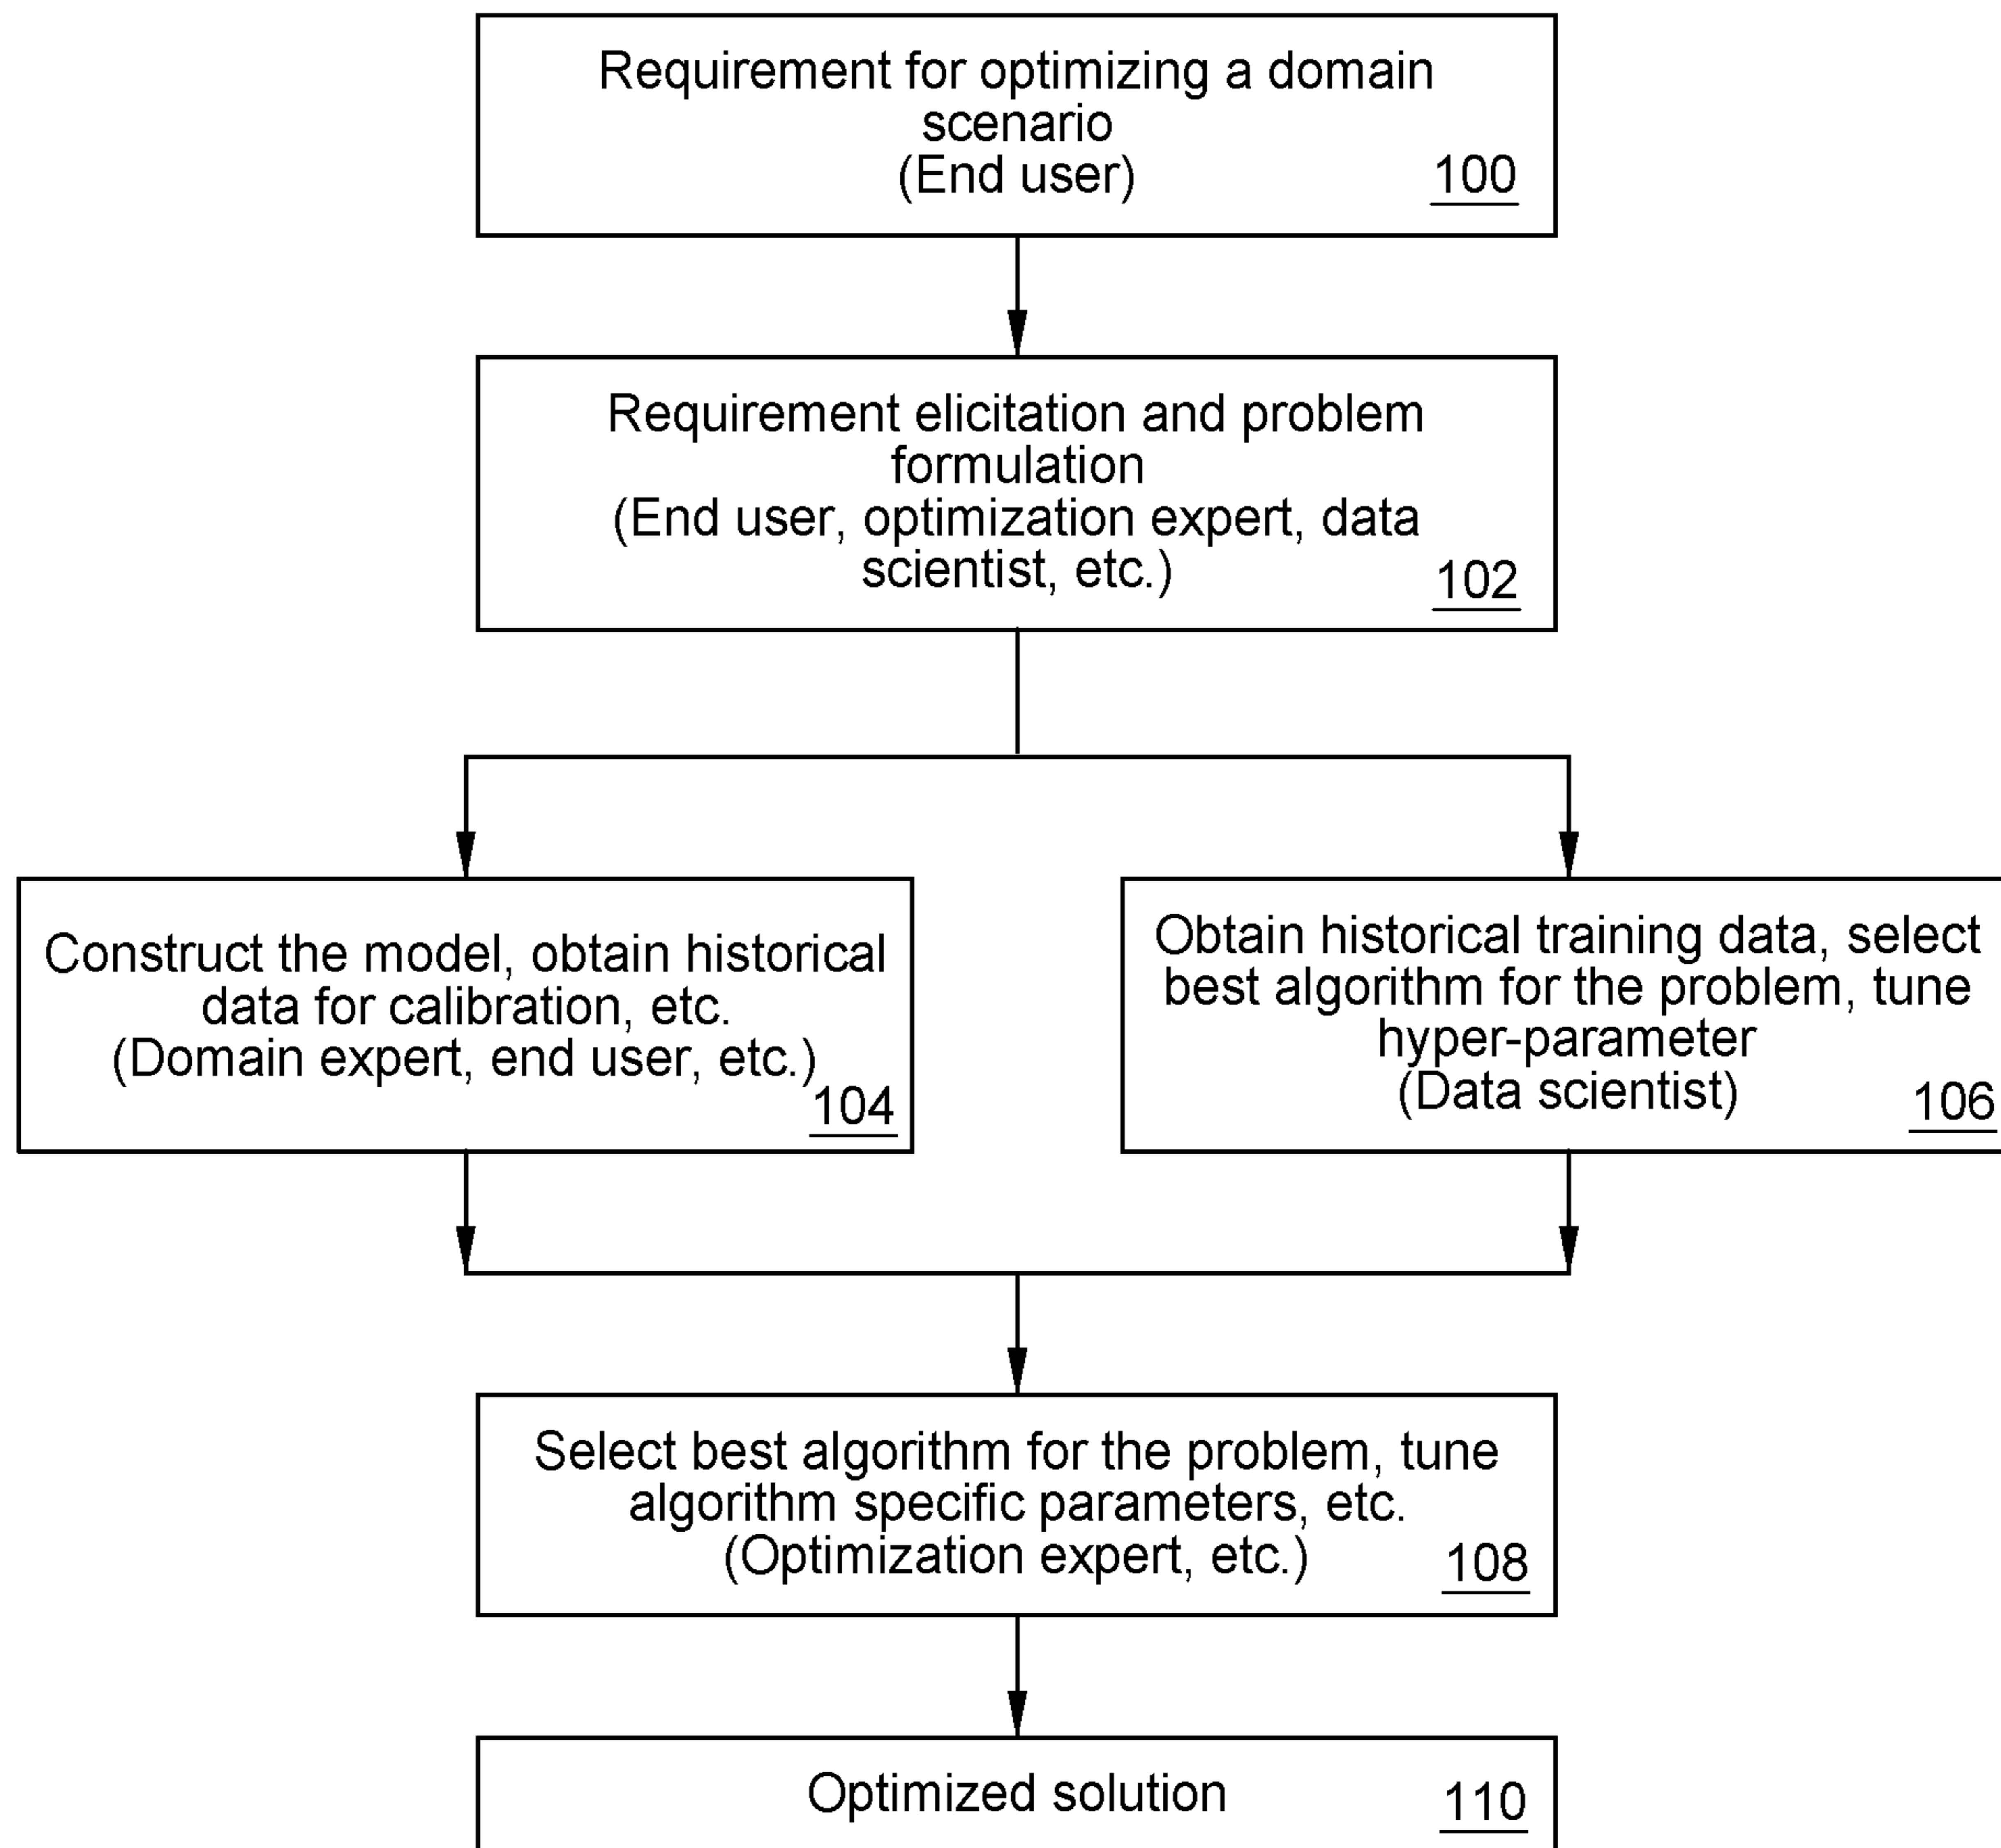 Requirement for optimizing a domain
scenario
(End user)
100
Requirement elicitation and problem
formulation
(End user, optimization expert, data
scientist, etc.)
102
Construct the model, obtain historical
data for calibration, etc.
(Domain expert, end user, etc.)
104
Obtain historical training data, select
best algorithm for the problem, tune
hyper-parameter
(Data scientist)
106
Select best algorithm for the problem, tune
algorithm specific parameters, etc.
(Optimization expert, etc.)
108
Optimized solution
110